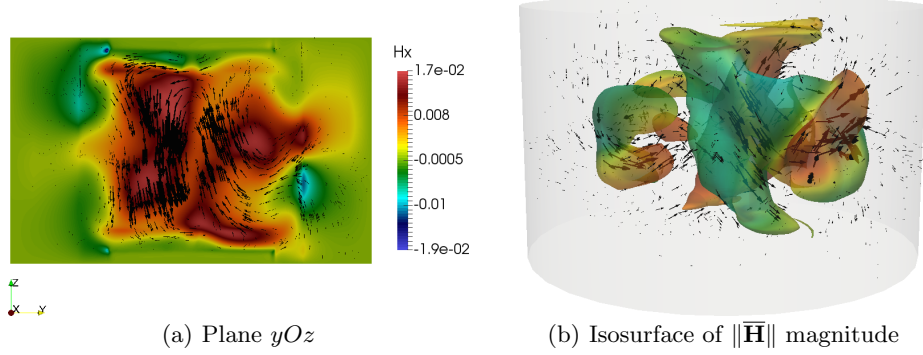 Hx
1.7e-02
0.008
-0.0005
-0.01
-1.9e-02
Z
X
Y
(a) Plane yOz
(b) Isosurface of ‖H̅‖ magnitude